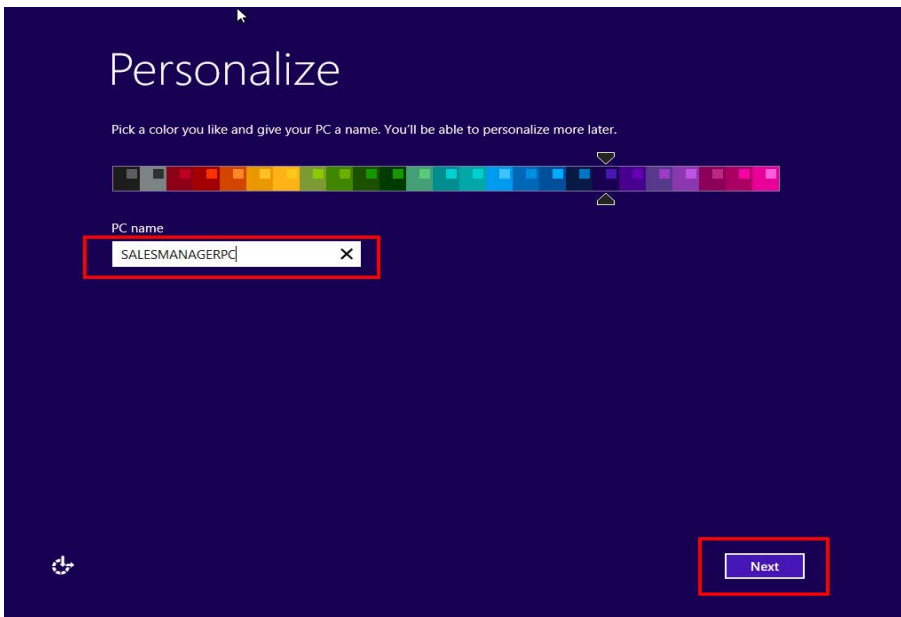 Personalize
Pick a color you like and give your PC a name. You'll be able to personalize more later.
PC name
SALESMANAGERPC
Next